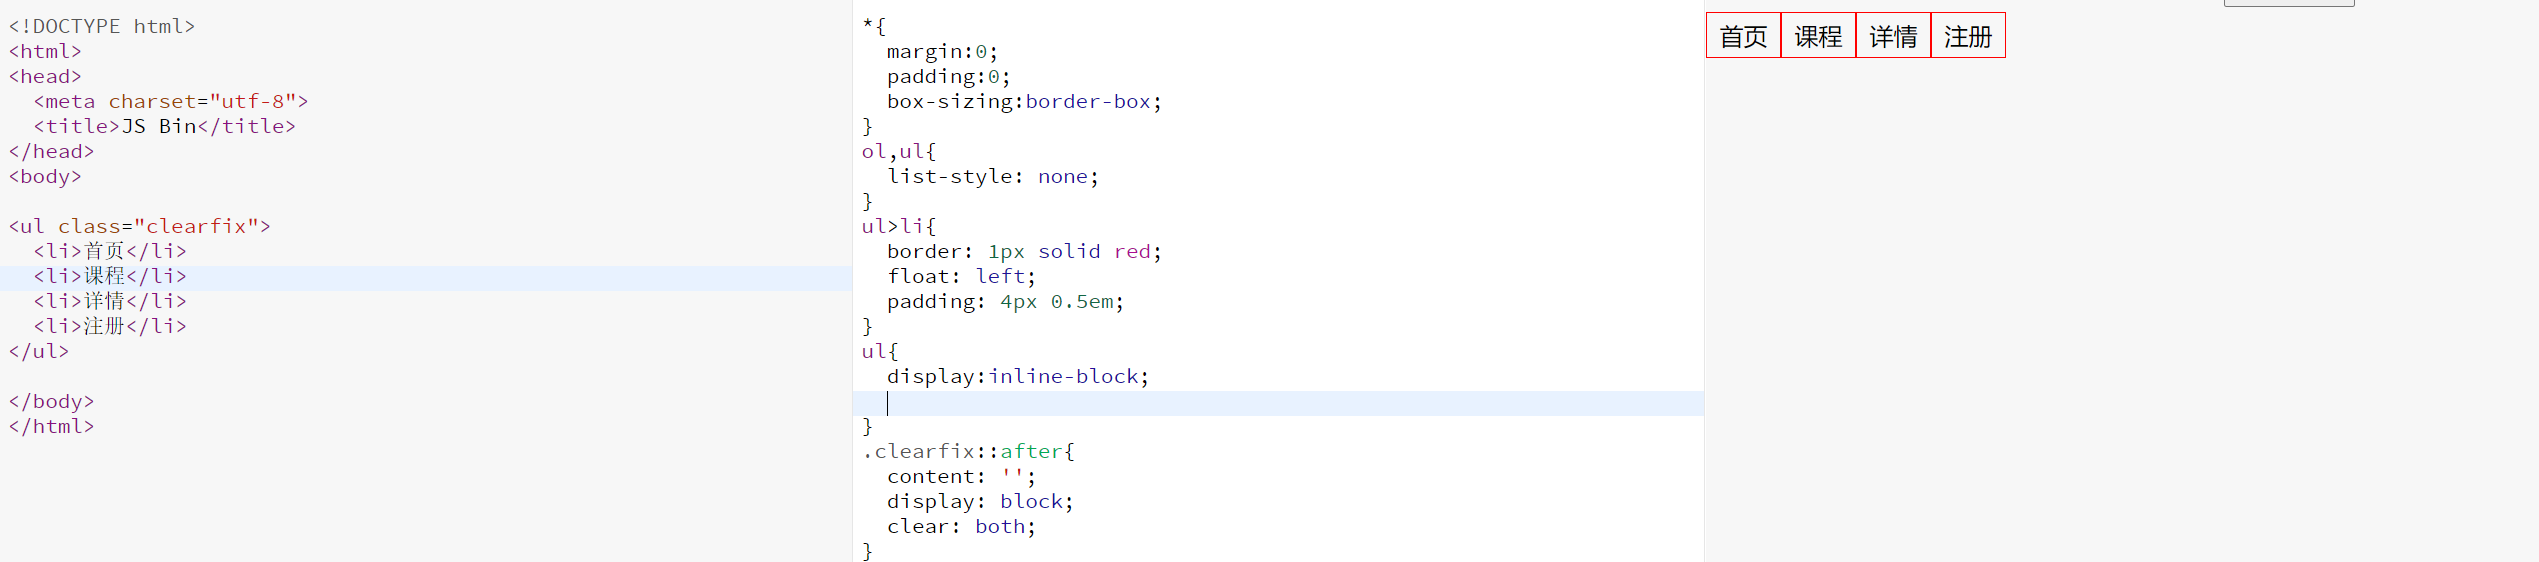 <!DOCTYPE html>
<html>
<head>
  <meta charset="utf-8">
  <title>JS Bin</title>
</head>
<body>

<ul class="clearfix">
  <li>首页</li>
  <li>课程</li>
  <li>详情</li>
  <li>注册</li>
</ul>

</body>
</html>
*{
  margin:0;
  padding:0;
  box-sizing:border-box;
}
ol,ul{
  list-style: none;
}
ul>li{
  border: 1px solid red;
  float: left;
  padding: 4px 0.5em;
}
ul{
  display:inline-block;

}
.clearfix::after{
  content: '';
  display: block;
  clear: both;
}
首页 课程 详情 注册